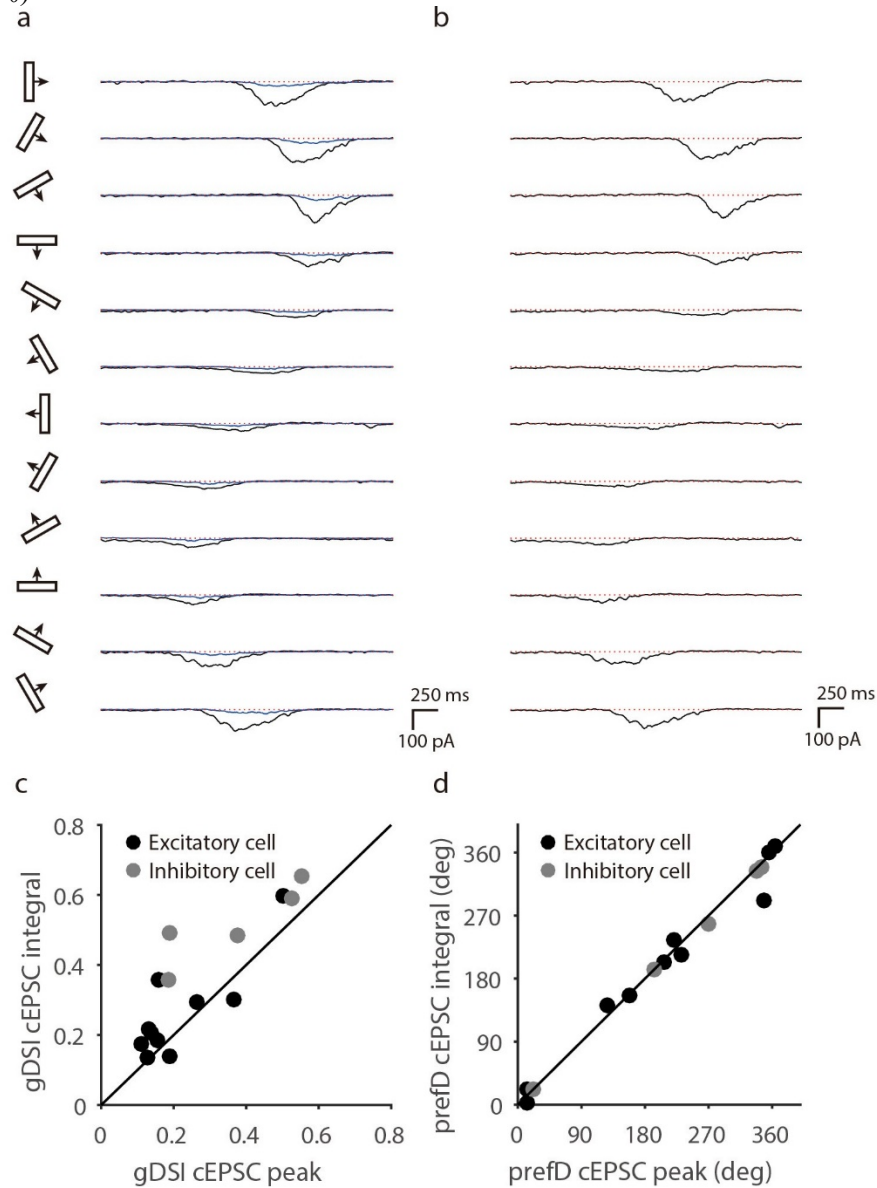 a
b
250 ms
100 pA
250 ms
100 pA
c
0.8
0.6
0.4
0.2
0
gDSI cEPSC integral
Excitatory cell
Inhibitory cell
0 0.2 0.4 0.6 0.8
gDSI cEPSC peak
d
360
270
180
90
0
prefD cEPSC integral (deg)
Excitatory cell
Inhibitory cell
0 90 180 270 360
prefD cEPSC peak (deg)